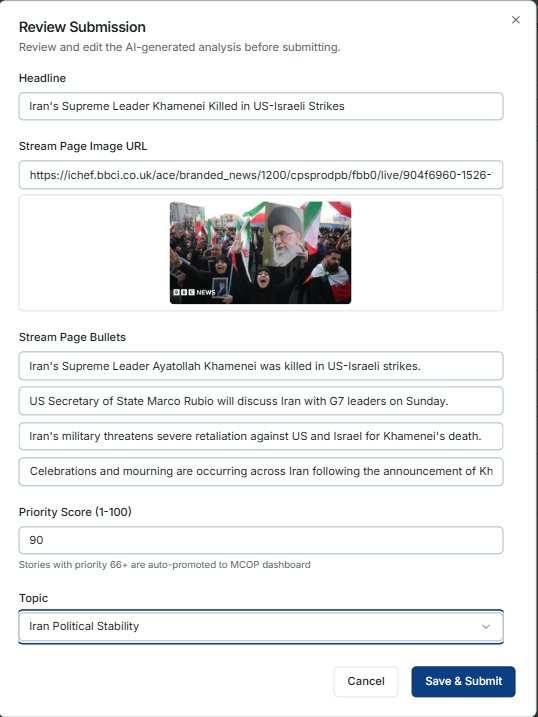 Review Submission
Review and edit the AI-generated analysis before submitting.
Headline
Iran's Supreme Leader Khamenei Killed in US-Israeli Strikes
Stream Page Image URL
https://ichef.bbci.co.uk/ace/branded_news/1200/cpsprodpb/fbb0/live/904f6960-1526-
BBC NEWS
Stream Page Bullets
Iran's Supreme Leader Ayatollah Khamenei was killed in US-Israeli strikes.
US Secretary of State Marco Rubio will discuss Iran with G7 leaders on Sunday.
Iran's military threatens severe retaliation against US and Israel for Khamenei's death.
Celebrations and mourning are occurring across Iran following the announcement of Kh
Priority Score (1-100)
90
Stories with priority 66+ are auto-promoted to MCOP dashboard
Topic
Iran Political Stability
Cancel
Save & Submit